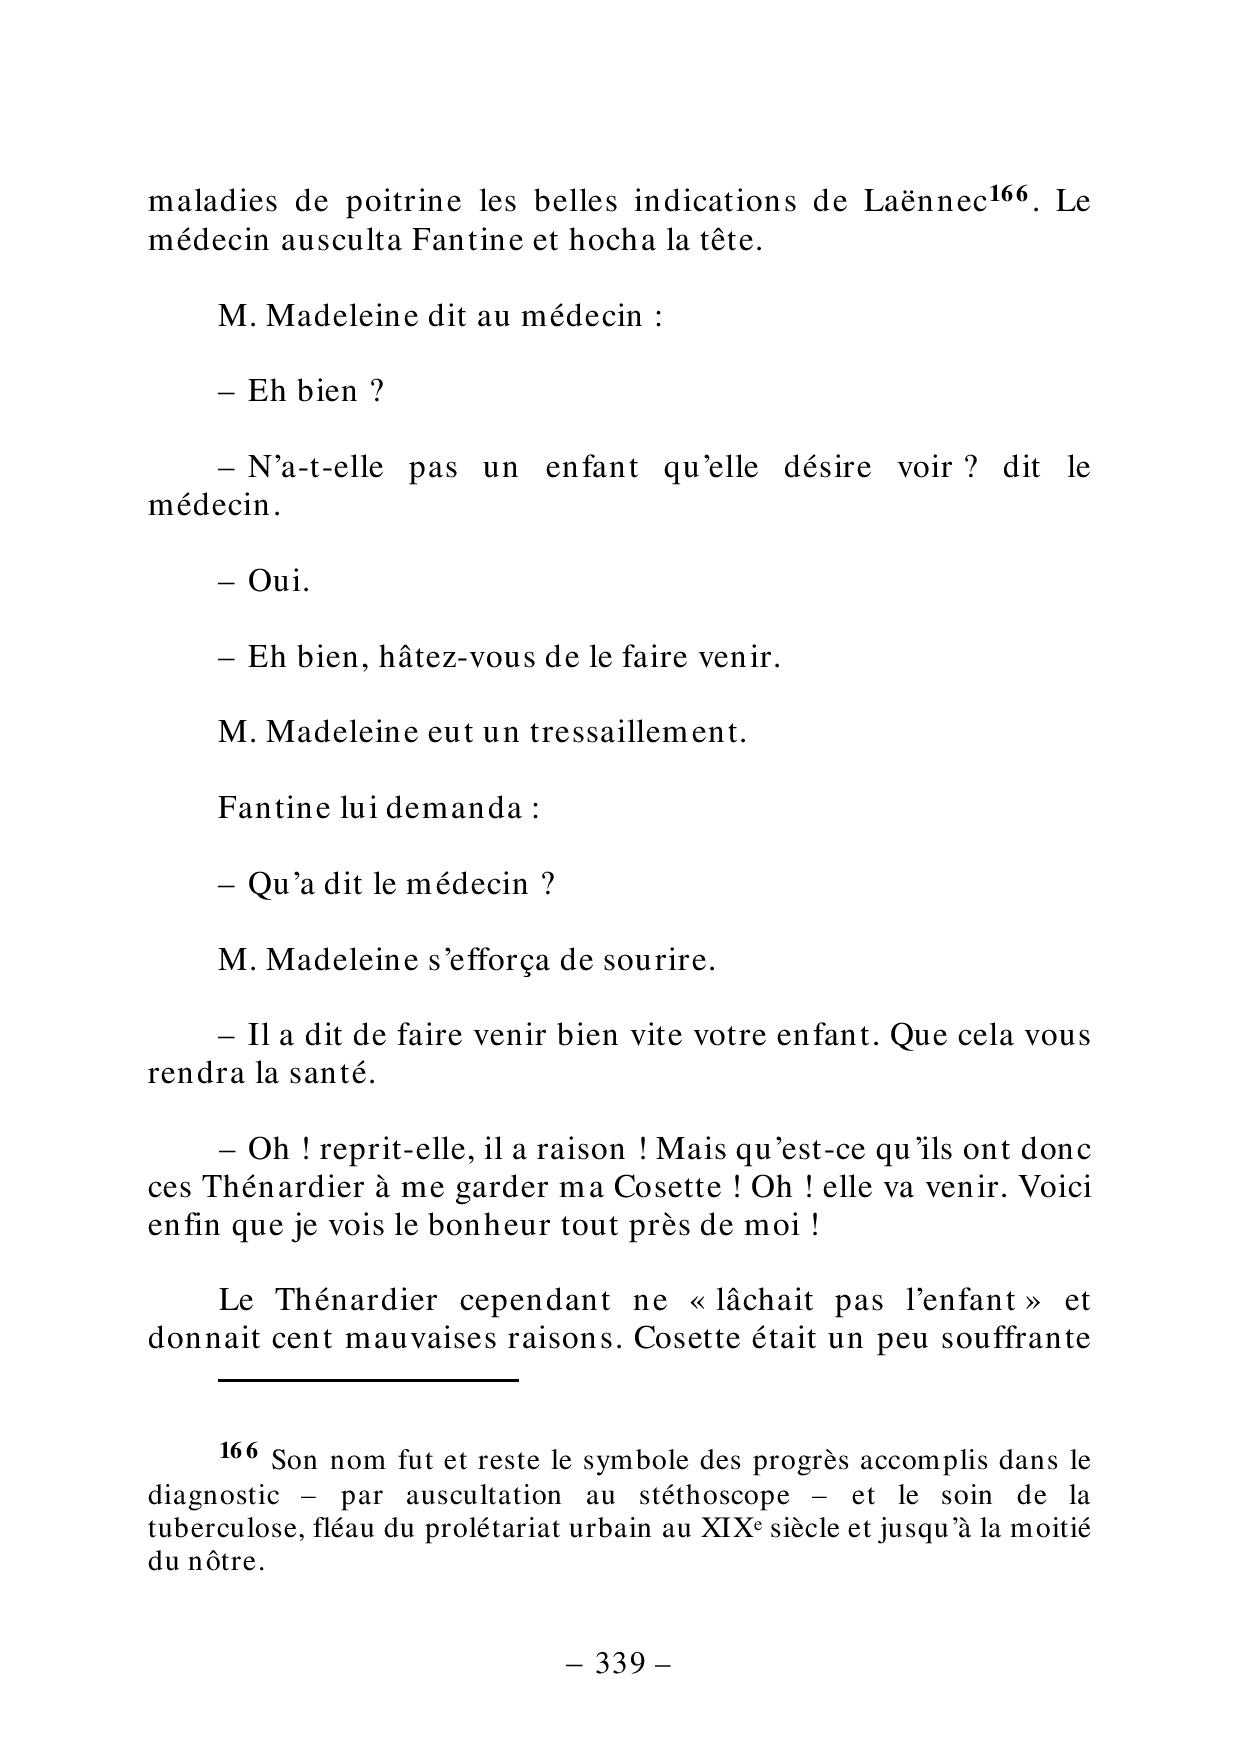 maladies de poitrine les belles indications de Laënnec166. Le
médecin ausculta Fantine et hocha la tête.
M. Madeleine dit au médecin :
– Eh bien ?
– N’a-t-elle pas un enfant qu’elle désire voir ? dit le
médecin.
– Oui.
– Eh bien, hâtez-vous de le faire venir.
M. Madeleine eut un tressaillement.
Fantine lui demanda :
– Qu’a dit le médecin ?
M. Madeleine s’efforça de sourire.
– Il a dit de faire venir bien vite votre enfant. Que cela vous
rendra la santé.
– Oh ! reprit-elle, il a raison ! Mais qu’est-ce qu’ils ont donc
ces Thénardier à me garder ma Cosette ! Oh ! elle va venir. Voici
enfin que je vois le bonheur tout près de moi !
Le Thénardier cependant ne « lâchait pas l’enfant » et
donnait cent mauvaises raisons. Cosette était un peu souffrante
166 Son nom fut et reste le symbole des progrès accomplis dans le
diagnostic – par auscultation au stéthoscope – et le soin de la
tuberculose, fléau du prolétariat urbain au XIXe siècle et jusqu’à la moitié
du nôtre.
– 339 –